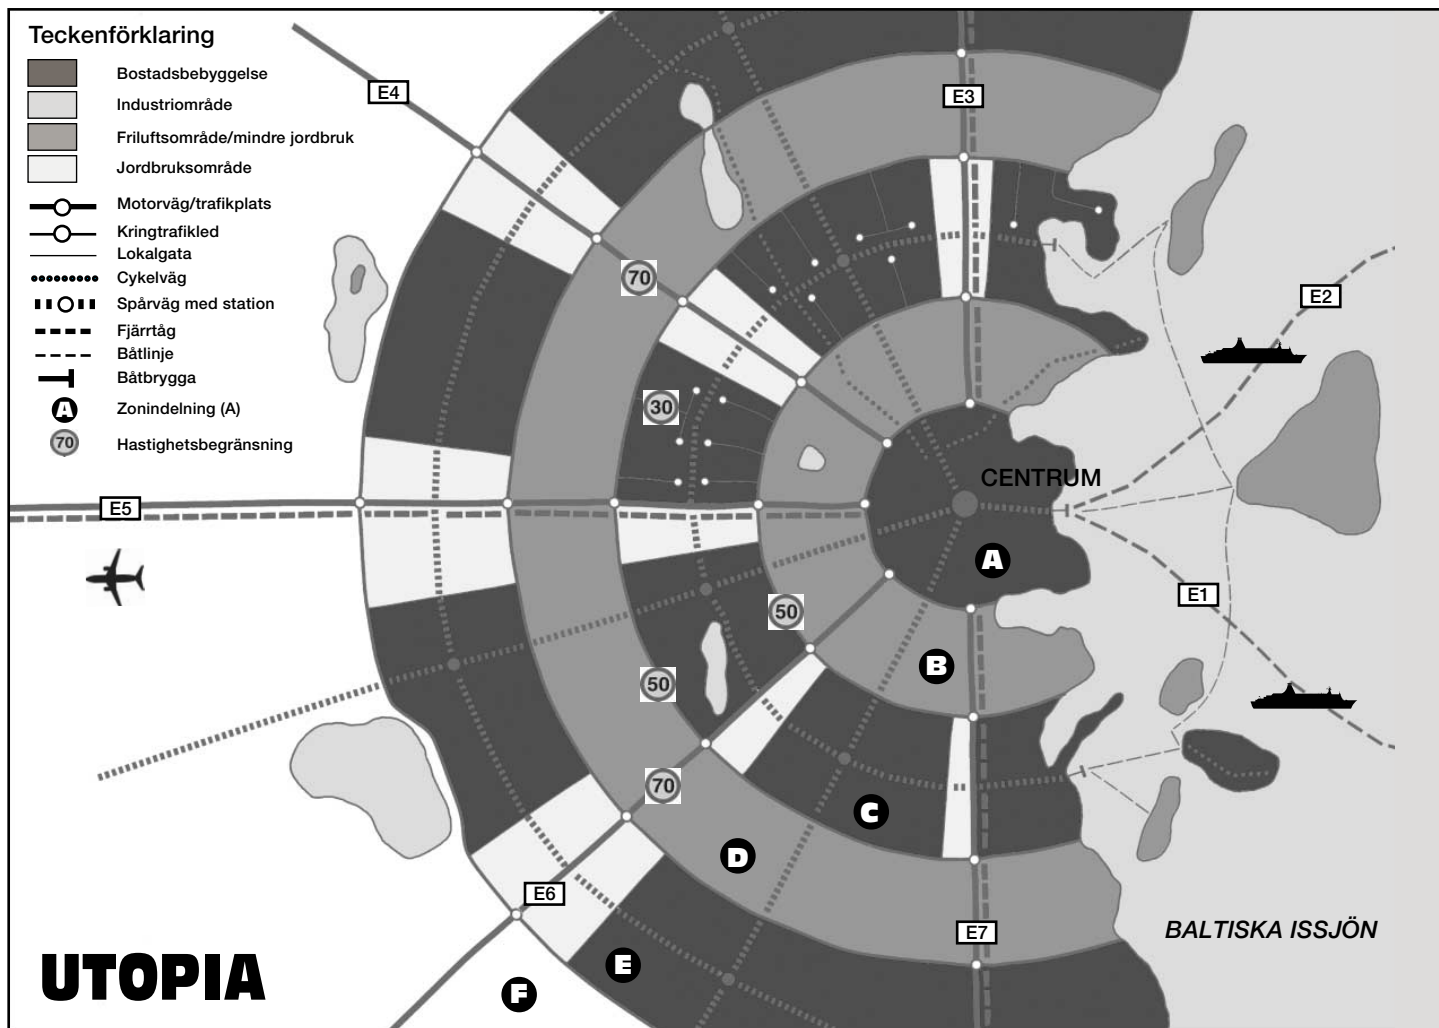 Teckenförklaring
Bostadsbebyggelse
Industriområde
Friluftsområde/mindre jordbruk
Jordbruksområde
Motorväg/trafikplats
Kringtrafikled
Lokalgata
Cykelväg
Spårväg med station
Fjärrtåg
Båtlinje
Båtbrygga
A Zonindelning (A)
70 Hastighetsbegränsning
E4
E3
70
E2
30
CENTRUM
E5
A
E1
50
B
50
70
C
D
E6
E7
BALTISKA ISSJÖN
E
F
UTOPIA